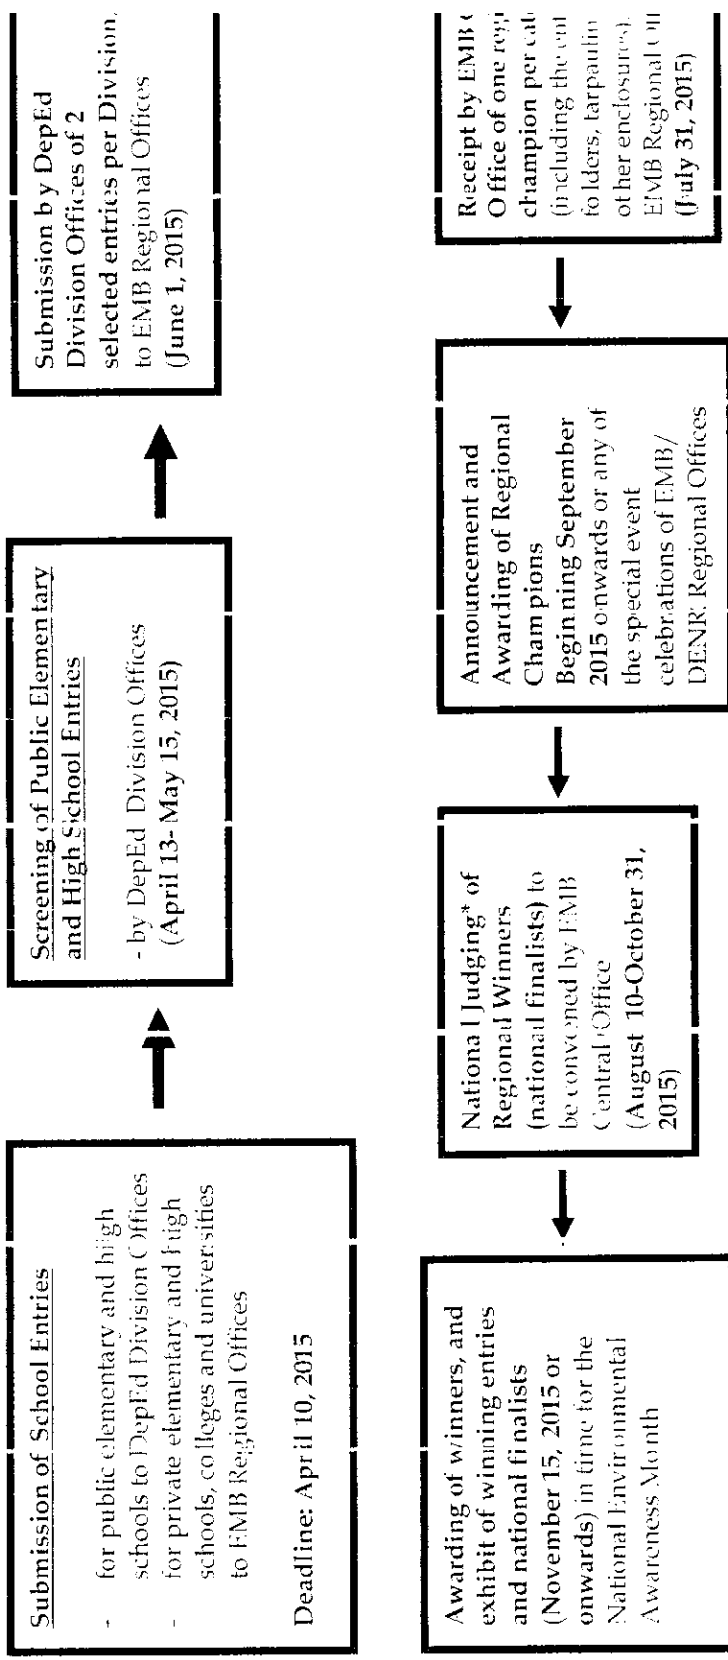 Submission of School Entries
- for public elementary and high
schools to DepEd Division Offices
- for private elementary and high
schools, colleges and universities
to EMB Regional Offices
Deadline: April 10, 2015
Screening of Public Elementary
and High School Entries
- by DepEd Division Offices
(April 13- May 15, 2015)
Submission by DepEd
Division Offices of 2
selected entries per Division,
to EMB Regional Offices
(June 1, 2015)
Receipt by EMB
Office of one
champion per
(including the
folders, tarpaulin
other enclosures),
EMB Regional
(July 31, 2015)
Announcement and
Awarding of Regional
Champions
Beginning September
2015 onwards or any of
the special event
celebrations of EMB/
DENR Regional Offices
National Judging* of
Regional Winners
(national finalists) to
be convened by EMB
Central Office
(August 10-October 31,
2015)
Awarding of winners, and
exhibit of winning entries
and national finalists
(November 15, 2015 or
onwards) in time for the
National Environmental
Awareness Month